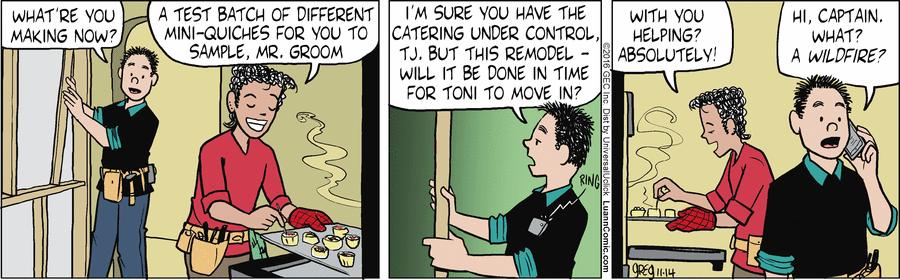 WHAT'RE YOU
MAKING NOW?
A TEST BATCH OF DIFFERENT
MINI-QUICHES FOR YOU TO
SAMPLE, MR. GROOM
I'M SURE YOU HAVE THE
CATERING UNDER CONTROL,
TJ. BUT THIS REMODEL –
WILL IT BE DONE IN TIME
FOR TONI TO MOVE IN?
RING
©2016 GEC Inc. Dist by UniversalUclick LuannComic.com
WITH YOU
HELPING?
ABSOLUTELY!
HI, CAPTAIN.
WHAT?
A WILDFIRE?
GREG 11-14